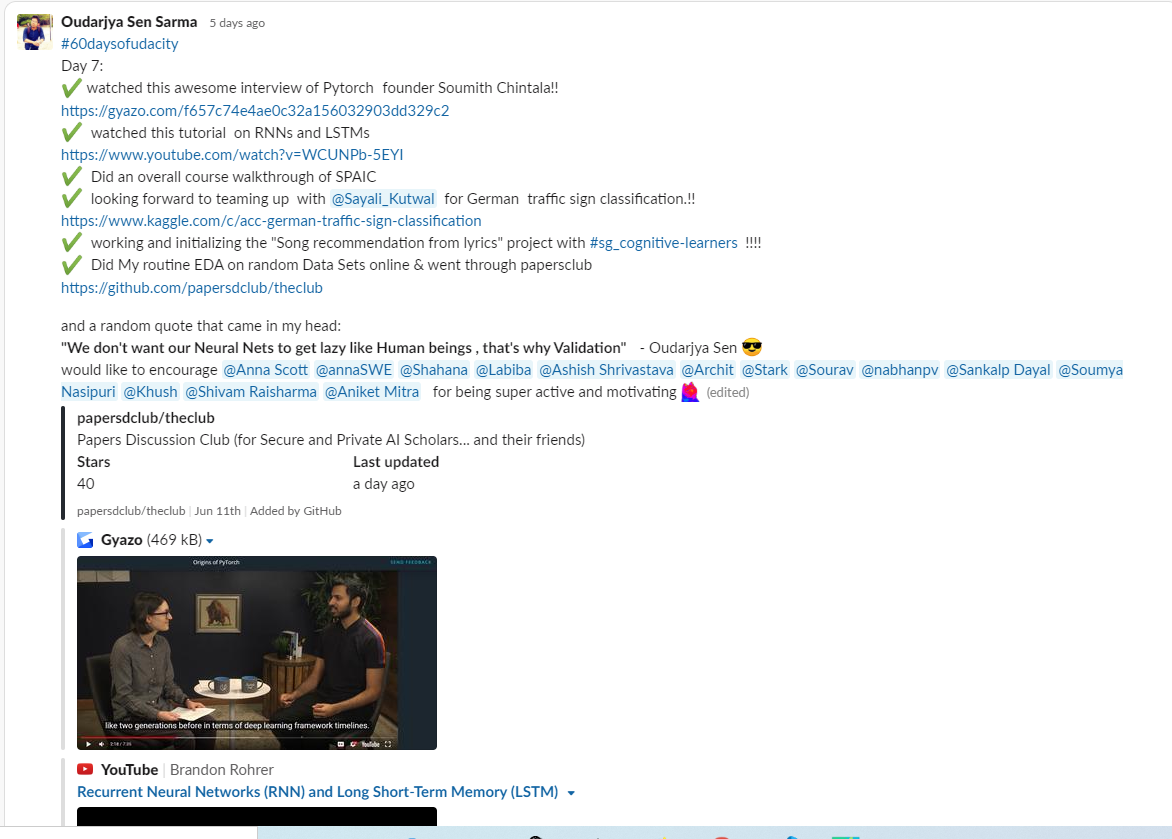 Oudarjya Sen Sarma 5 days ago
#60daysofudacity
Day 7:
✔ watched this awesome interview of Pytorch founder Soumith Chintala!!
https://gyazo.com/f657c74e4ae0c32a156032903dd329c2
✔ watched this tutorial on RNNs and LSTMs
https://www.youtube.com/watch?v=WCUNPb-5EYI
✔ Did an overall course walkthrough of SPAIC
✔ looking forward to teaming up with @Sayali_Kutwal for German traffic sign classification.!!
https://www.kaggle.com/c/acc-german-traffic-sign-classification
✔ working and initializing the "Song recommendation from lyrics" project with #sg_cognitive-learners !!!!
✔ Did My routine EDA on random Data Sets online & went through papersclub
https://github.com/papersdclub/theclub
and a random quote that came in my head:
"We don't want our Neural Nets to get lazy like Human beings , that's why Validation" - Oudarjya Sen 😎
would like to encourage @Anna Scott @annaSWE @Shahana @Labiba @Ashish Shrivastava @Archit @Stark @Sourav @nabhanpv @Sankalp Dayal @Soumya
Nasipuri @Khush @Shivam Raisharma @Aniket Mitra for being super active and motivating (edited)
papersdclub/theclub
Papers Discussion Club (for Secure and Private AI Scholars... and their friends)
Stars Last updated
40 a day ago
papersdclub/theclub | Jun 11th | Added by GitHub
Gyazo (469 kB)
Origins of PyTorch SEND FEEDBACK
like two generations before in terms of deep learning framework timelines.
2:18 / 7:20 YouTube
YouTube | Brandon Rohrer
Recurrent Neural Networks (RNN) and Long Short-Term Memory (LSTM)